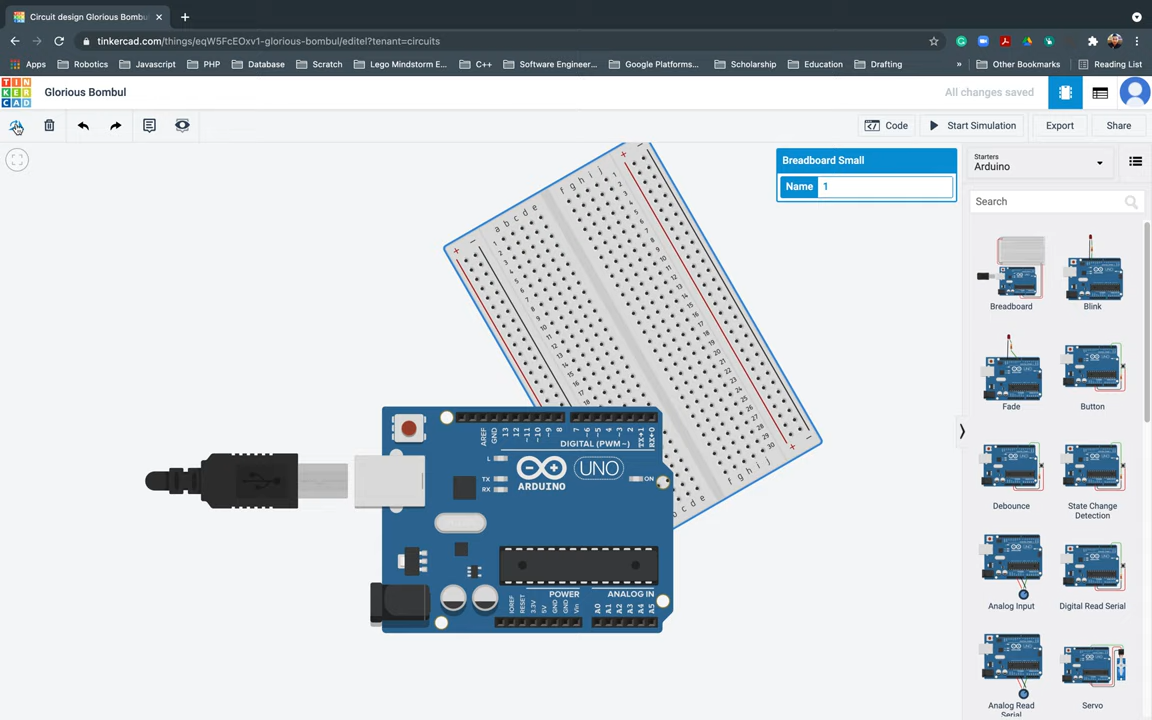 Circuit design Glorious Bombul
tinkercad.com/things/eqW5FcEOxv1-glorious-bombul/editel?tenant=circuits
Apps Robotics Javascript PHP Database Scratch Lego Mindstorm E... C++ Software Engineer... Google Platforms... Scholarship Education Drafting » Other Bookmarks Reading List
TIN
KER
CAD
Glorious Bombul
All changes saved
Code
Start Simulation
Export
Share
Breadboard Small
Name 1
Starters
Arduino
Search
Breadboard
Blink
Fade
Button
Debounce
State Change
Detection
Analog Input
Digital Read Serial
Analog Read
Serial
Servo
a b c d e
f g h i j
AREF
GND
13
12
~11
~10
~9
8
7
~6
~5
4
~3
2
TX→1
RX←0
DIGITAL (PWM~)
L
TX
RX
UNO
ARDUINO
ON
POWER
ANALOG IN
IOREF
RESET
3.3V
5V
GND
GND
Vin
A0
A1
A2
A3
A4
A5